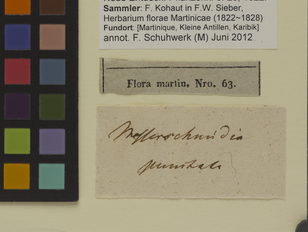 Sammler: F. Kohaut in F.W. Sieber,
Herbarium florae Martinicae (1822–1828)
Fundort: [Martinique, Kleine Antillen, Karibik]
annot. F. Schuhwerk (M) Juni 2012
Flora martin. Nro. 63.
Messerschmidia